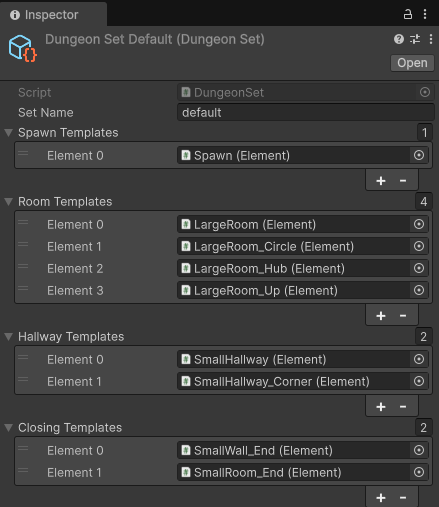 Inspector
Dungeon Set Default (Dungeon Set)
Open
Script DungeonSet
Set Name default
Spawn Templates 1
Element 0 Spawn (Element)
+ -
Room Templates 4
Element 0 LargeRoom (Element)
Element 1 LargeRoom_Circle (Element)
Element 2 LargeRoom_Hub (Element)
Element 3 LargeRoom_Up (Element)
+ -
Hallway Templates 2
Element 0 SmallHallway (Element)
Element 1 SmallHallway_Corner (Element)
+ -
Closing Templates 2
Element 0 SmallWall_End (Element)
Element 1 SmallRoom_End (Element)
+ -